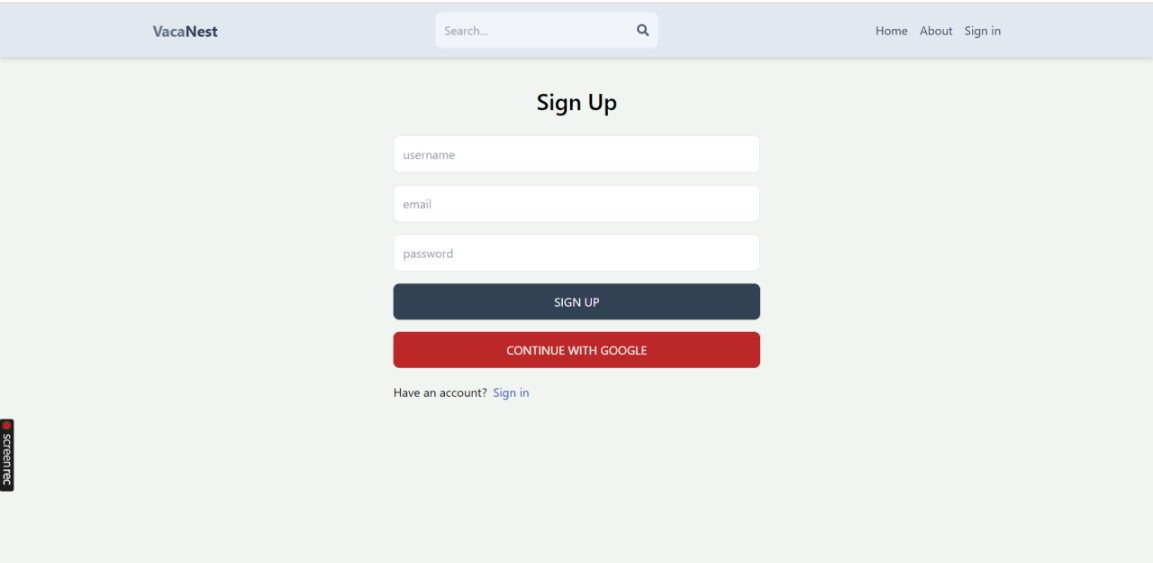 VacaNest
Search...
Home About Sign in
Sign Up
username
email
password
SIGN UP
CONTINUE WITH GOOGLE
Have an account? Sign in
screenrec